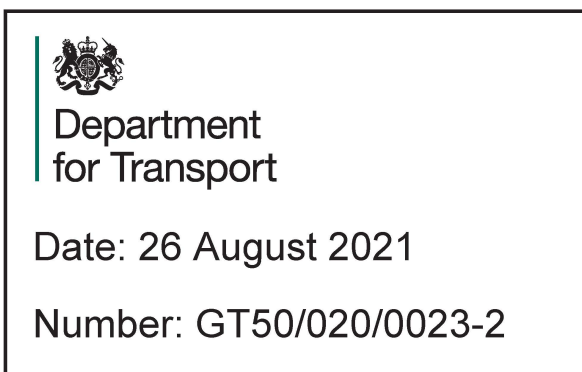 Department
for Transport
Date: 26 August 2021
Number: GT50/020/0023-2